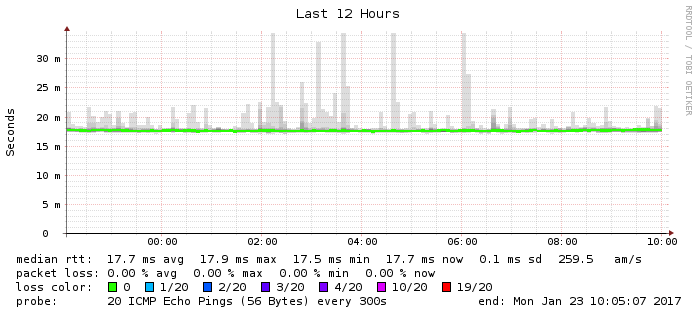 Last 12 Hours
RRDTOOL / TOBI OETIKER
Seconds
30 m
25 m
20 m
15 m
10 m
5 m
0
00:00 02:00 04:00 06:00 08:00 10:00
median rtt: 17.7 ms avg 17.9 ms max 17.5 ms min 17.7 ms now 0.1 ms sd 259.5 am/s
packet loss: 0.00 % avg 0.00 % max 0.00 % min 0.00 % now
loss color: 0 1/20 2/20 3/20 4/20 10/20 19/20
probe: 20 ICMP Echo Pings (56 Bytes) every 300s end: Mon Jan 23 10:05:07 2017